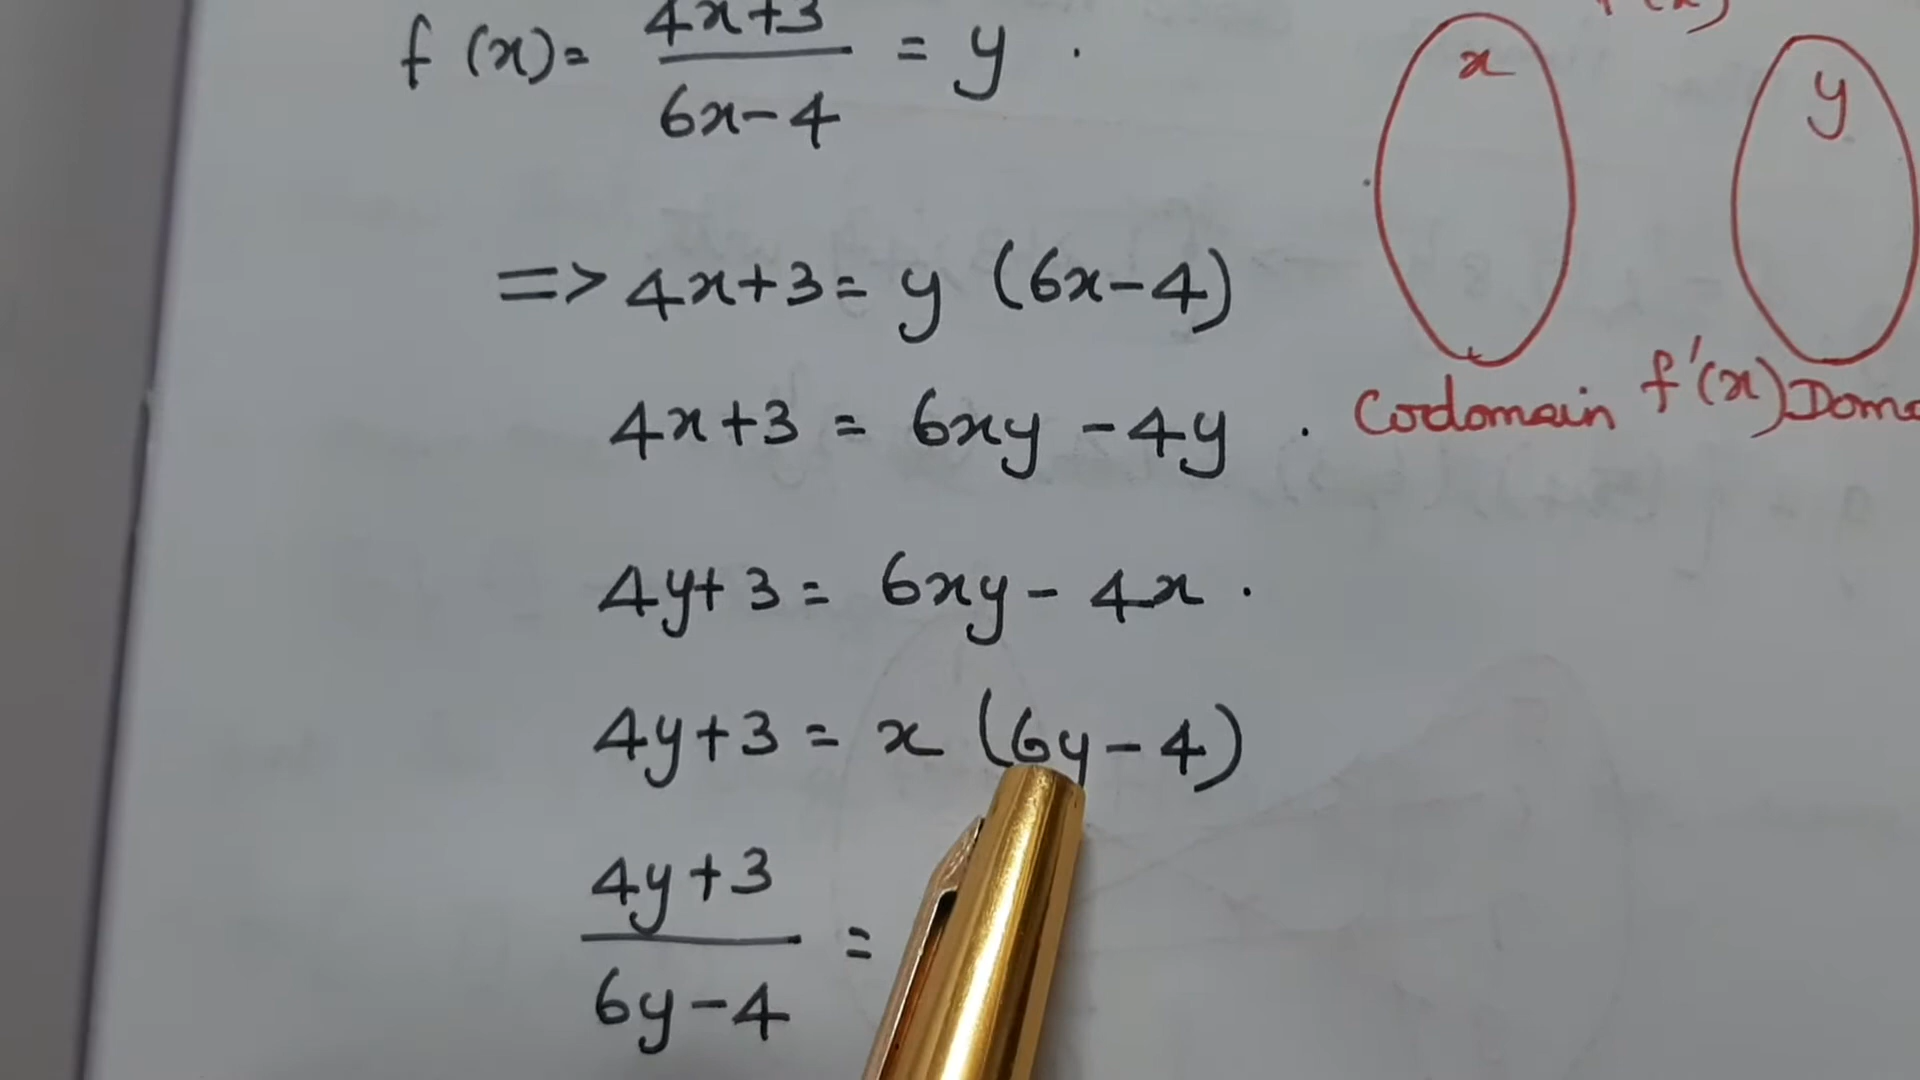 f (x) = 4x+3 / 6x-4 = y .
=> 4x+3 = y (6x-4)
4x+3 = 6xy - 4y .
4y+3 = 6xy - 4x .
4y+3 = x (6y-4)
4y+3 / 6y-4 =
x
y
Codomain f'(x)